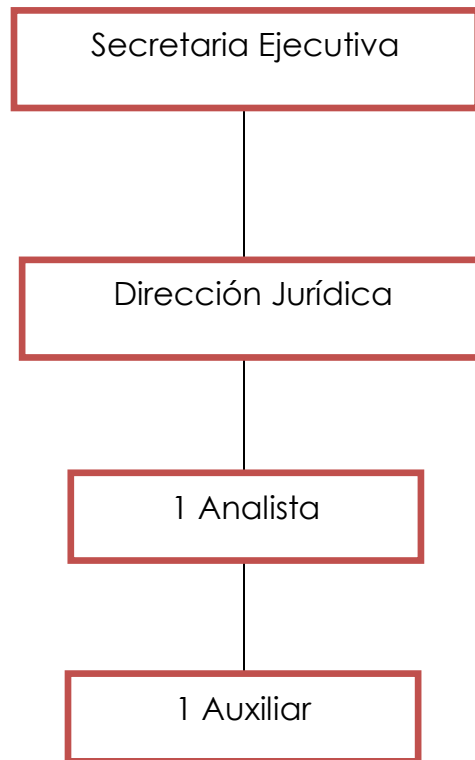 Secretaria Ejecutiva
Dirección Jurídica
1 Analista
1 Auxiliar